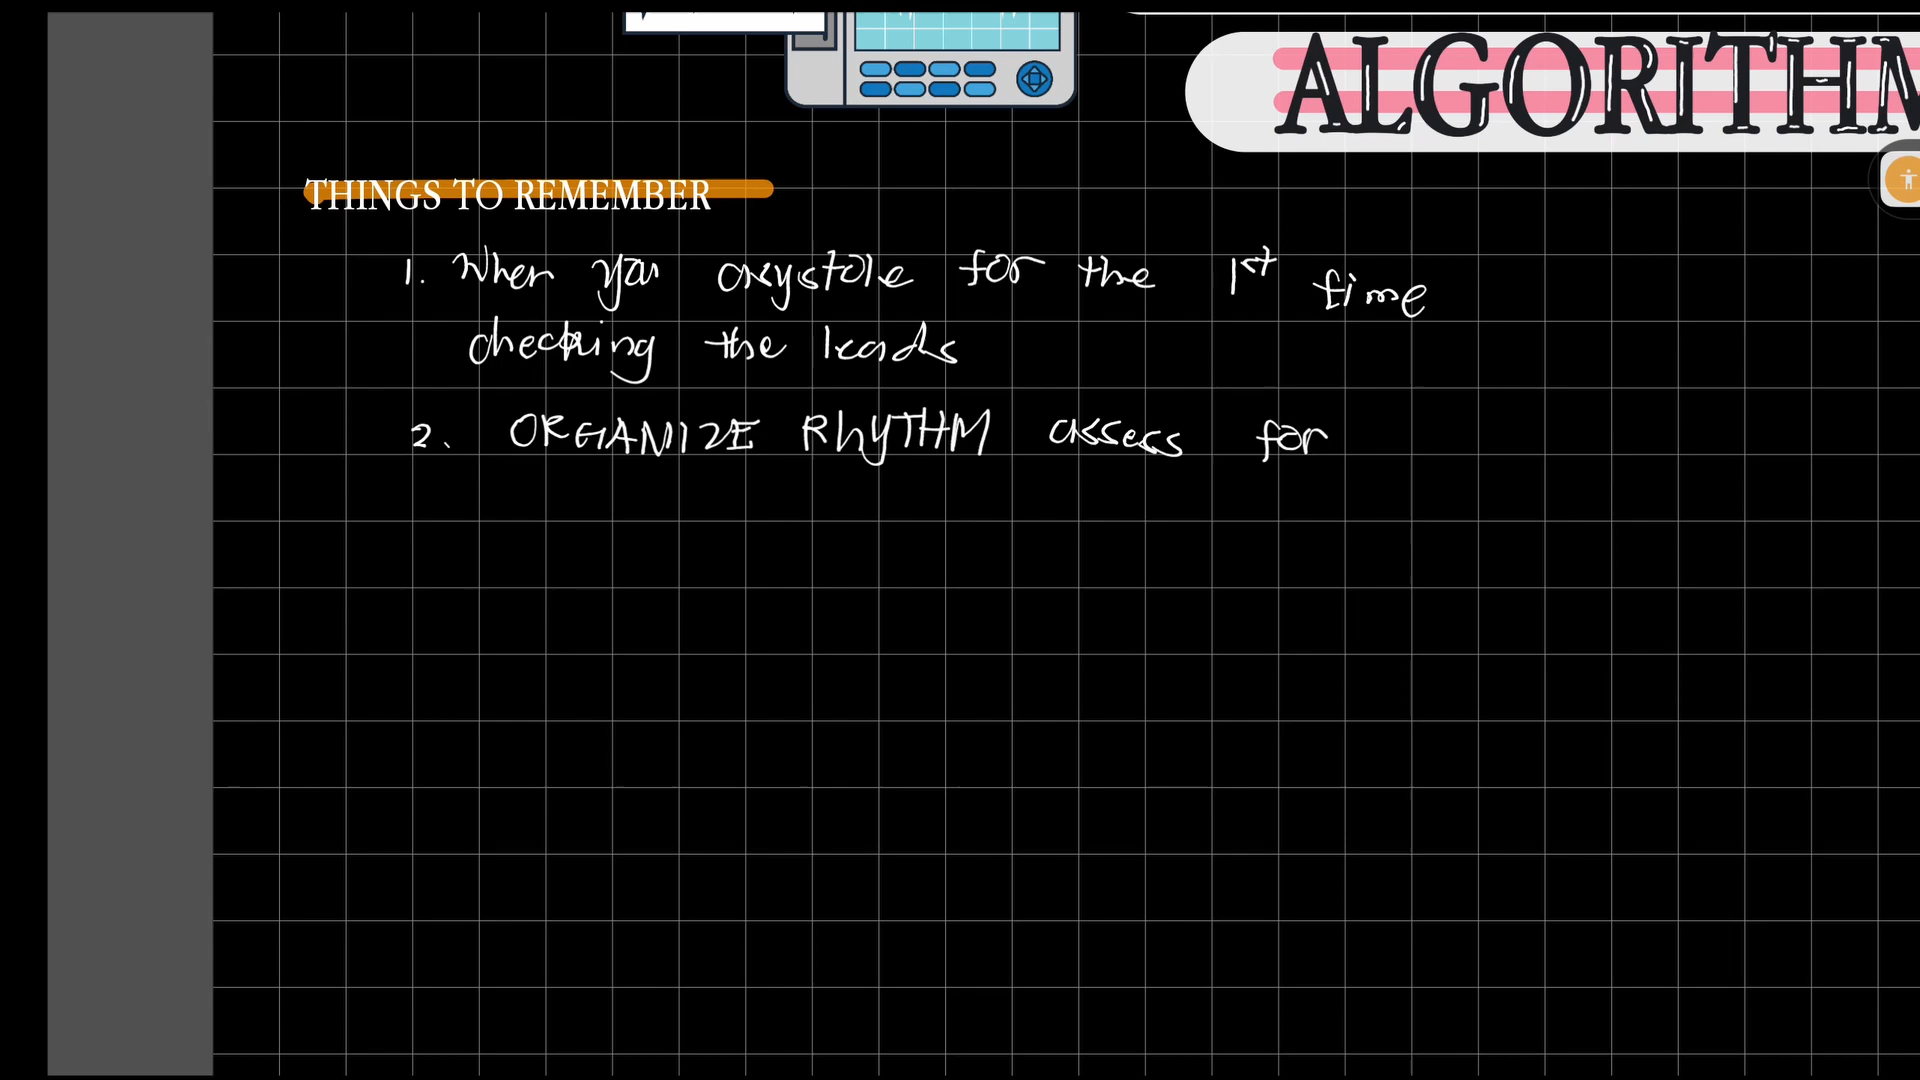 ALGORITHM
THINGS TO REMEMBER
1. When you asystole for the 1st time
checking the leads
2. ORGANIZE RhYTHM assess for